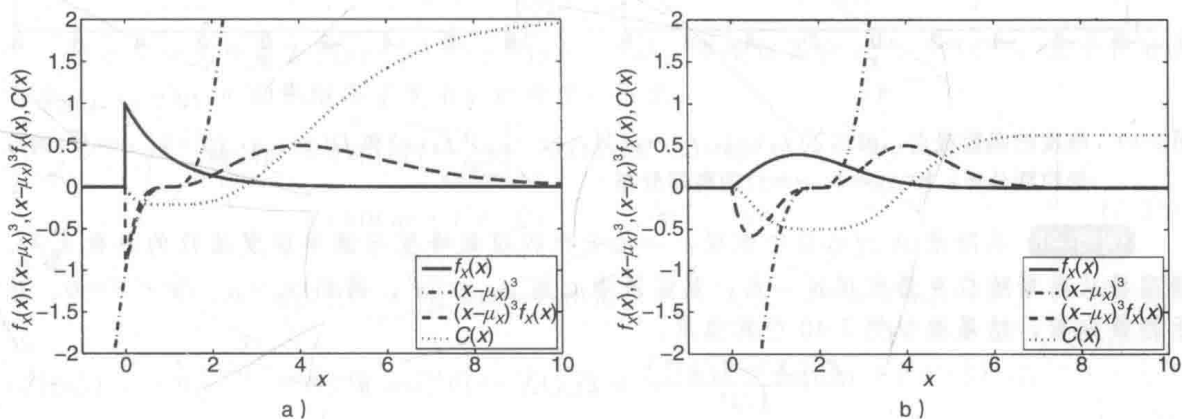 f_X(x),(x−μ_X)^3,(x−μ_X)^3f_X(x),C(x)
2
1.5
1
0.5
0
−0.5
−1
−1.5
−2
0 2 4 6 8 10
x
f_X(x)
(x−μ_X)^3
(x−μ_X)^3f_X(x)
C(x)
a)
f_X(x),(x−μ_X)^3,(x−μ_X)^3f_X(x),C(x)
2
1.5
1
0.5
0
−0.5
−1
−1.5
−2
0 2 4 6 8 10
x
f_X(x)
(x−μ_X)^3
(x−μ_X)^3f_X(x)
C(x)
b)